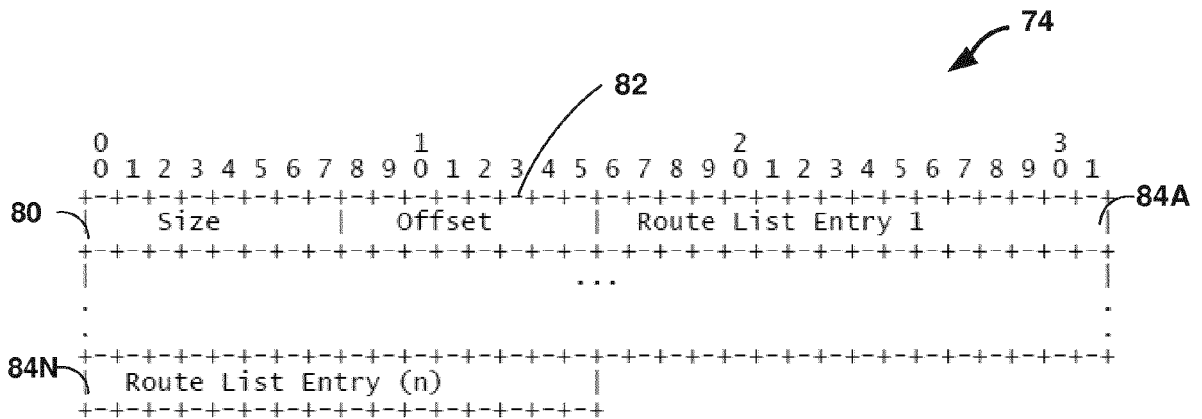 74
82
0 1 2 3
0 1 2 3 4 5 6 7 8 9 0 1 2 3 4 5 6 7 8 9 0 1 2 3 4 5 6 7 8 9 0 1
+-+-+-+-+-+-+-+-+-+-+-+-+-+-+-+-+-+-+-+-+-+-+-+-+-+-+-+-+-+-+-+-+
80 | Size | Offset | Route List Entry 1 | 84A
+-+-+-+-+-+-+-+-+-+-+-+-+-+-+-+-+-+-+-+-+-+-+-+-+-+-+-+-+-+-+-+-+
| ... |
. .
. .
+-+-+-+-+-+-+-+-+-+-+-+-+-+-+-+-+-+-+-+-+-+-+-+-+-+-+-+-+-+-+-+-+
84N | Route List Entry (n) |
+-+-+-+-+-+-+-+-+-+-+-+-+-+-+-+-+